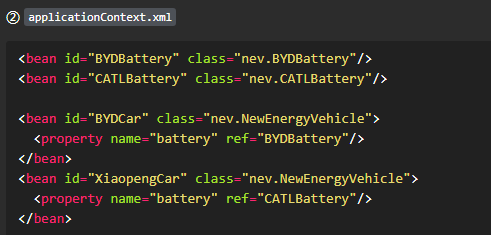 ② applicationContext.xml
<bean id="BYDBattery" class="nev.BYDBattery"/>
<bean id="CATLBattery" class="nev.CATLBattery"/>
<bean id="BYDCar" class="nev.NewEnergyVehicle">
<property name="battery" ref="BYDBattery"/>
</bean>
<bean id="XiaopengCar" class="nev.NewEnergyVehicle">
<property name="battery" ref="CATLBattery"/>
</bean>